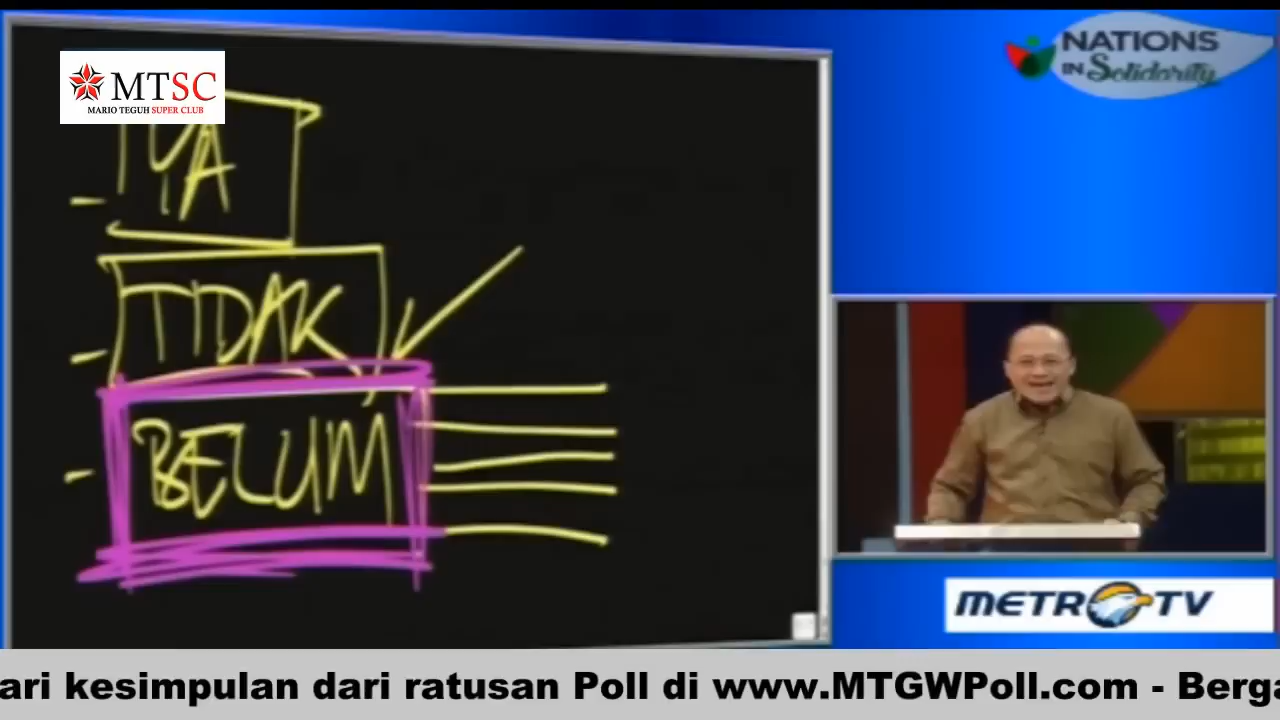 MTSC
MARIO TEGUH SUPER CLUB
NATIONS
IN Solidarity
- YA
- TIDAK
- BELUM
METRO TV
ari kesimpulan dari ratusan Poll di www.MTGWPoll.com - Berga